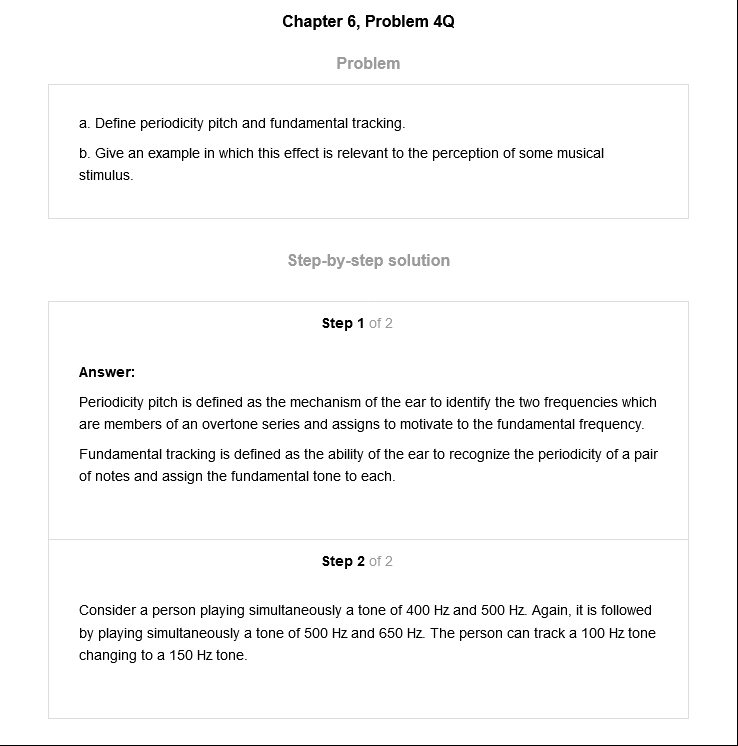 Chapter 6, Problem 4Q
Problem
a. Define periodicity pitch and fundamental tracking.
b. Give an example in which this effect is relevant to the perception of some musical
stimulus.
Step-by-step solution
Step 1 of 2
Answer:
Periodicity pitch is defined as the mechanism of the ear to identify the two frequencies which
are members of an overtone series and assigns to motivate to the fundamental frequency.
Fundamental tracking is defined as the ability of the ear to recognize the periodicity of a pair
of notes and assign the fundamental tone to each.
Step 2 of 2
Consider a person playing simultaneously a tone of 400 Hz and 500 Hz. Again, it is followed
by playing simultaneously a tone of 500 Hz and 650 Hz. The person can track a 100 Hz tone
changing to a 150 Hz tone.